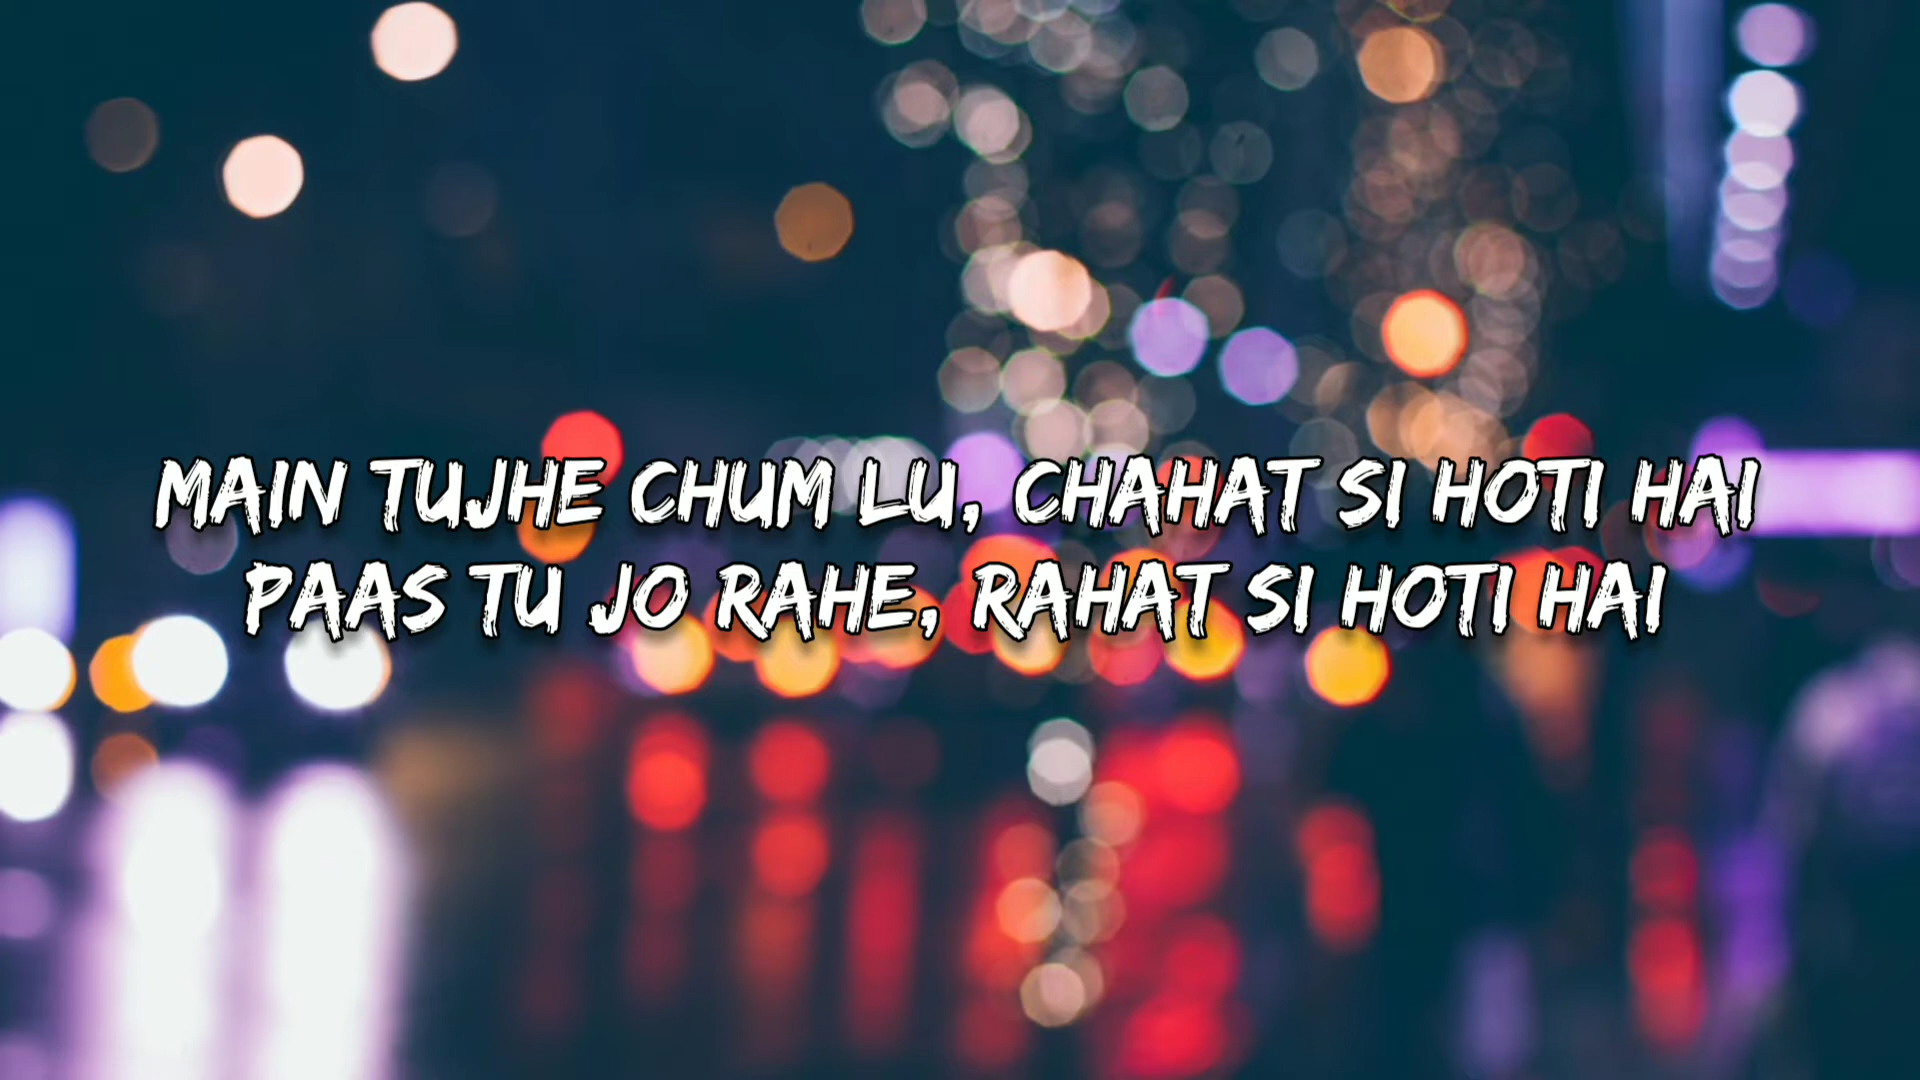 MAIN TUJHE CHUM LU, CHAHAT SI HOTI HAI
PAAS TU JO RAHE, RAHAT SI HOTI HAI